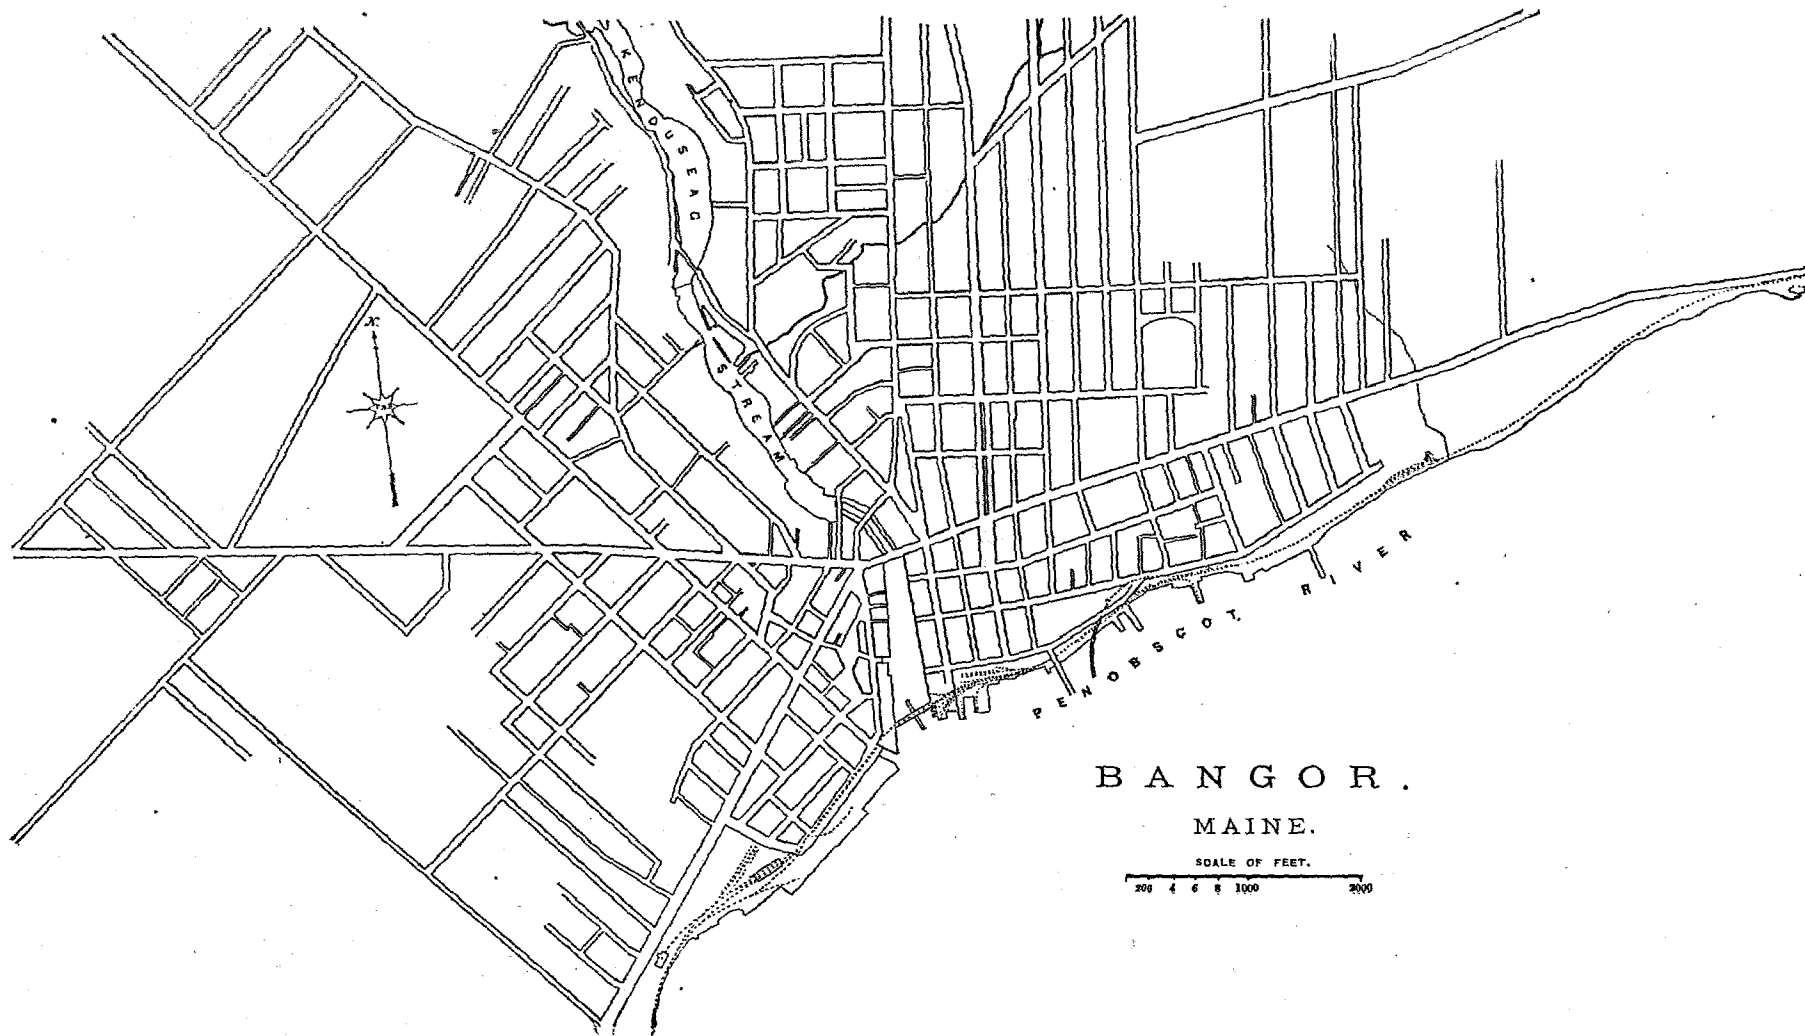 KENDUSEAG
STREAM
N.
PENOBSCOT RIVER
BANGOR.
MAINE.
SCALE OF FEET.
200 4 6 8 1000 2000